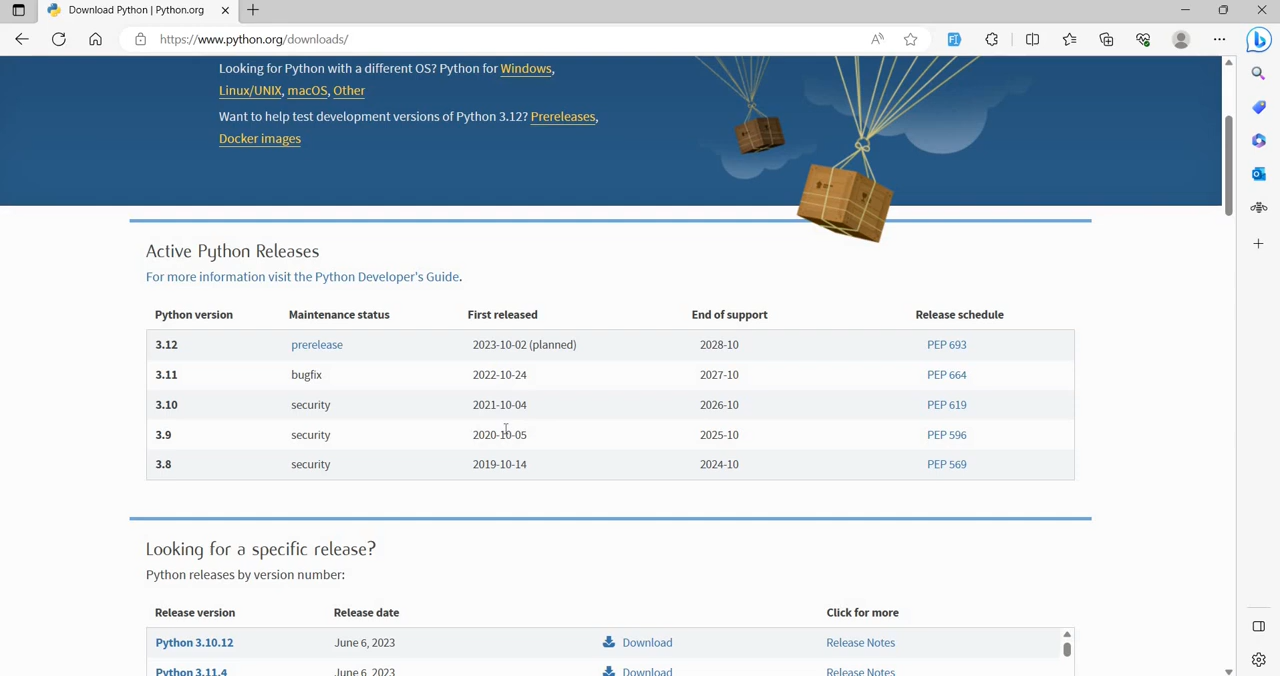 Download Python | Python.org
https://www.python.org/downloads/
Looking for Python with a different OS? Python for Windows,
Linux/UNIX, macOS, Other
Want to help test development versions of Python 3.12? Prereleases,
Docker images
Active Python Releases
For more information visit the Python Developer's Guide.
Python version Maintenance status First released End of support Release schedule
3.12 prerelease 2023-10-02 (planned) 2028-10 PEP 693
3.11 bugfix 2022-10-24 2027-10 PEP 664
3.10 security 2021-10-04 2026-10 PEP 619
3.9 security 2020-10-05 2025-10 PEP 596
3.8 security 2019-10-14 2024-10 PEP 569
Looking for a specific release?
Python releases by version number:
Release version Release date Click for more
Python 3.10.12 June 6, 2023 Download Release Notes
Python 3.11.4 June 6, 2023 Download Release Notes